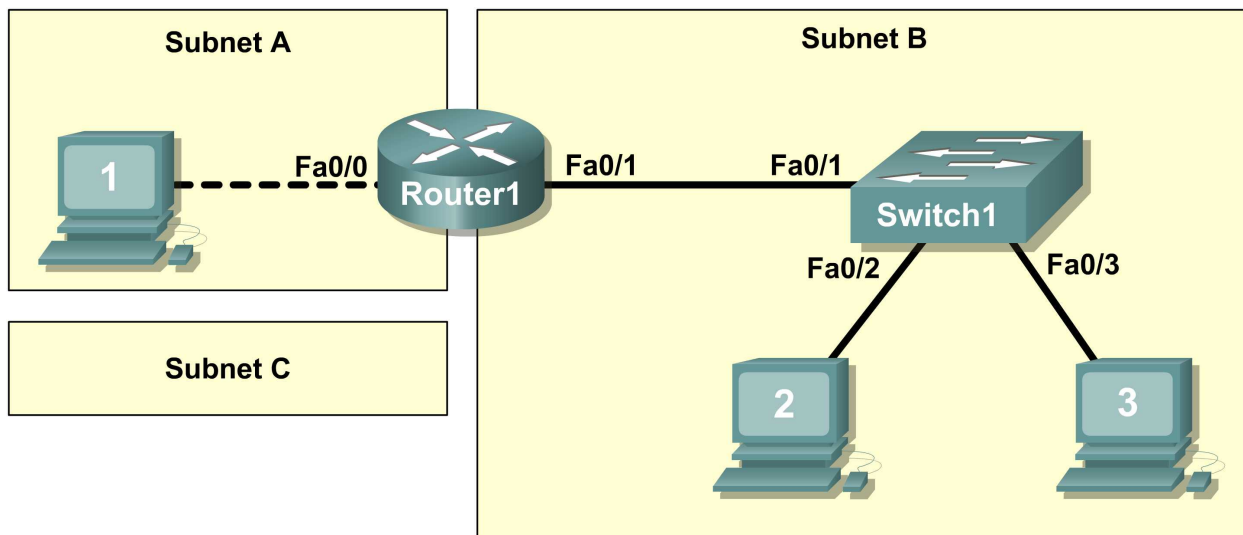 Subnet A
Subnet B
1
Fa0/0
Router1
Fa0/1
Fa0/1
Switch1
Fa0/2
Fa0/3
Subnet C
2
3